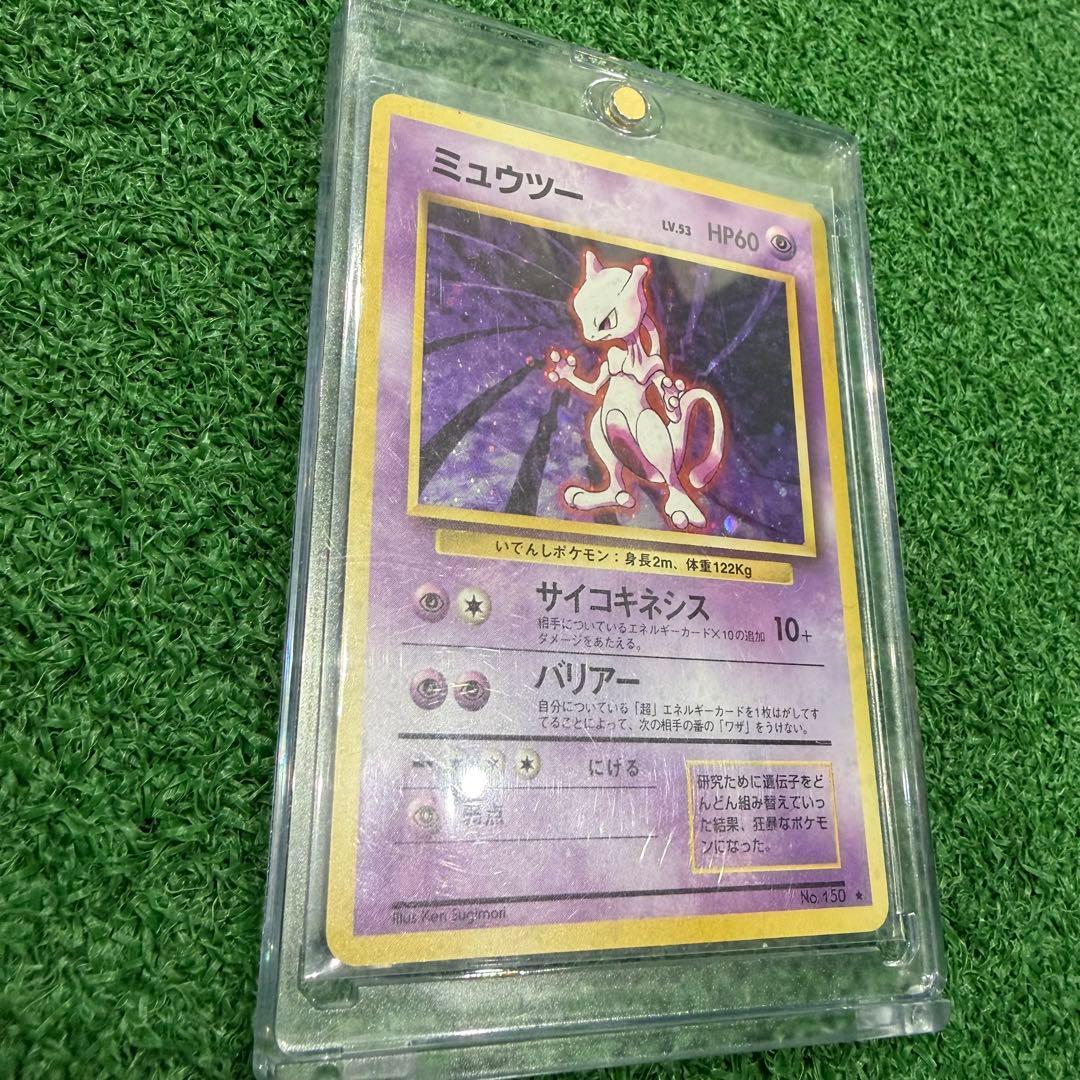 ミュウツー
LV.53 HP60
いでんしポケモン：身長2m、体重122Kg
サイコキネシス
相手についているエネルギーカード×10の追加
ダメージをあたえる。
10+
バリアー
自分についている「超」エネルギーカードを1枚はがしてす
てることによって、次の相手の番の「ワザ」をうけない。
にげる
弱点
研究ために遺伝子をど
んどん組み替えていっ
た結果、狂暴なポケモ
ンになった。
No.150 ★
Illus Ken Sugimori